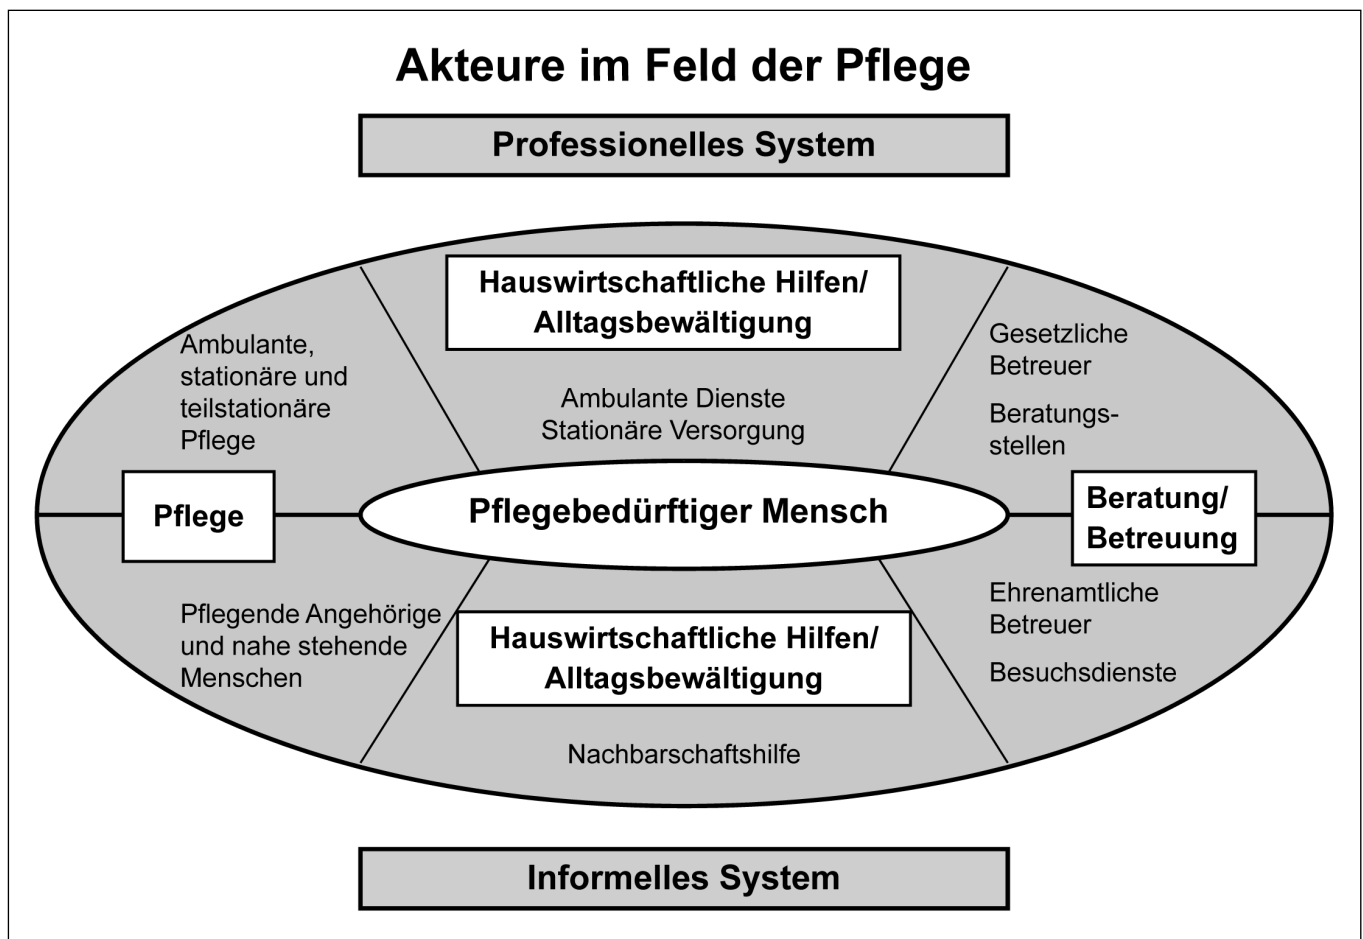 Akteure im Feld der Pflege
Professionelles System
Hauswirtschaftliche Hilfen/
Alltagsbewältigung
Ambulante,
stationäre und
teilstationäre
Pflege
Ambulante Dienste
Stationäre Versorgung
Gesetzliche
Betreuer
Beratungs-
stellen
Pflege
Pflegebedürftiger Mensch
Beratung/
Betreuung
Pflegende Angehörige
und nahe stehende
Menschen
Hauswirtschaftliche Hilfen/
Alltagsbewältigung
Nachbarschaftshilfe
Ehrenamtliche
Betreuer
Besuchsdienste
Informelles System